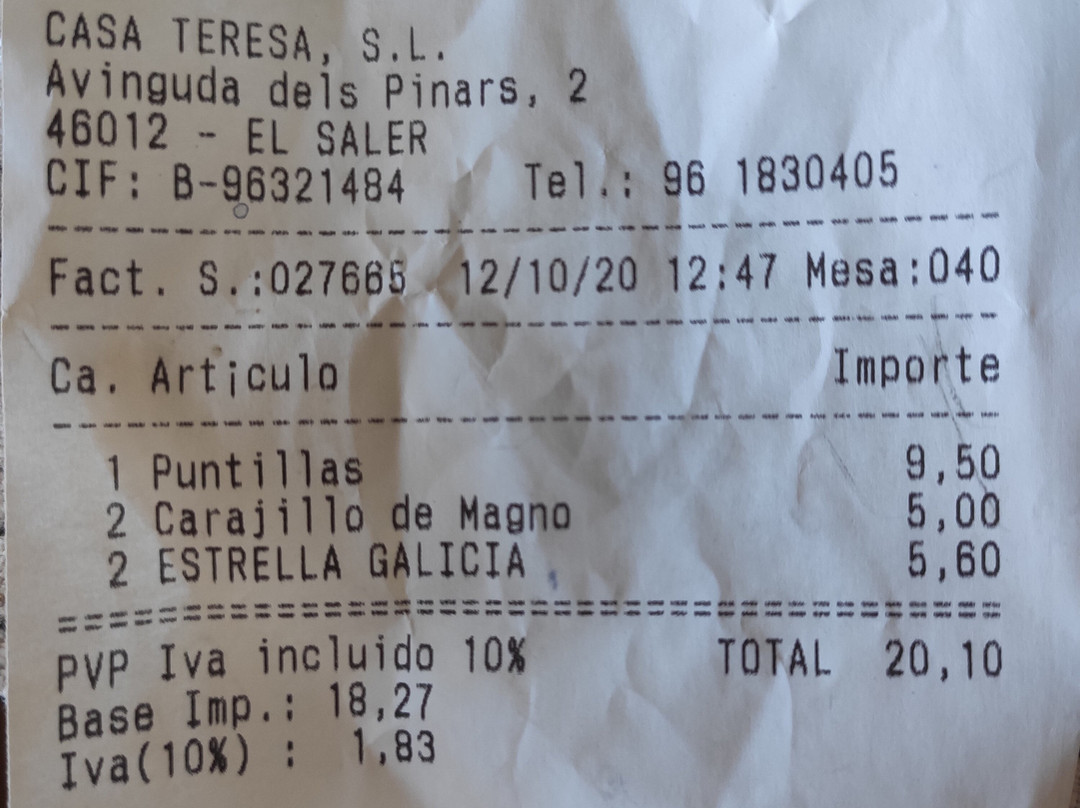 CASA TERESA, S.L.
Avinguda dels Pinars, 2
46012 - EL SALER
CIF: B-96321484 Tel.: 96 1830405
Fact. S.:027665 12/10/20 12:47 Mesa:040
Ca. Articulo Importe
1 Puntillas 9,50
2 Carajillo de Magno 5,00
2 ESTRELLA GALICIA 5,60
PVP Iva incluido 10% TOTAL 20,10
Base Imp.: 18,27
Iva(10%) : 1,83